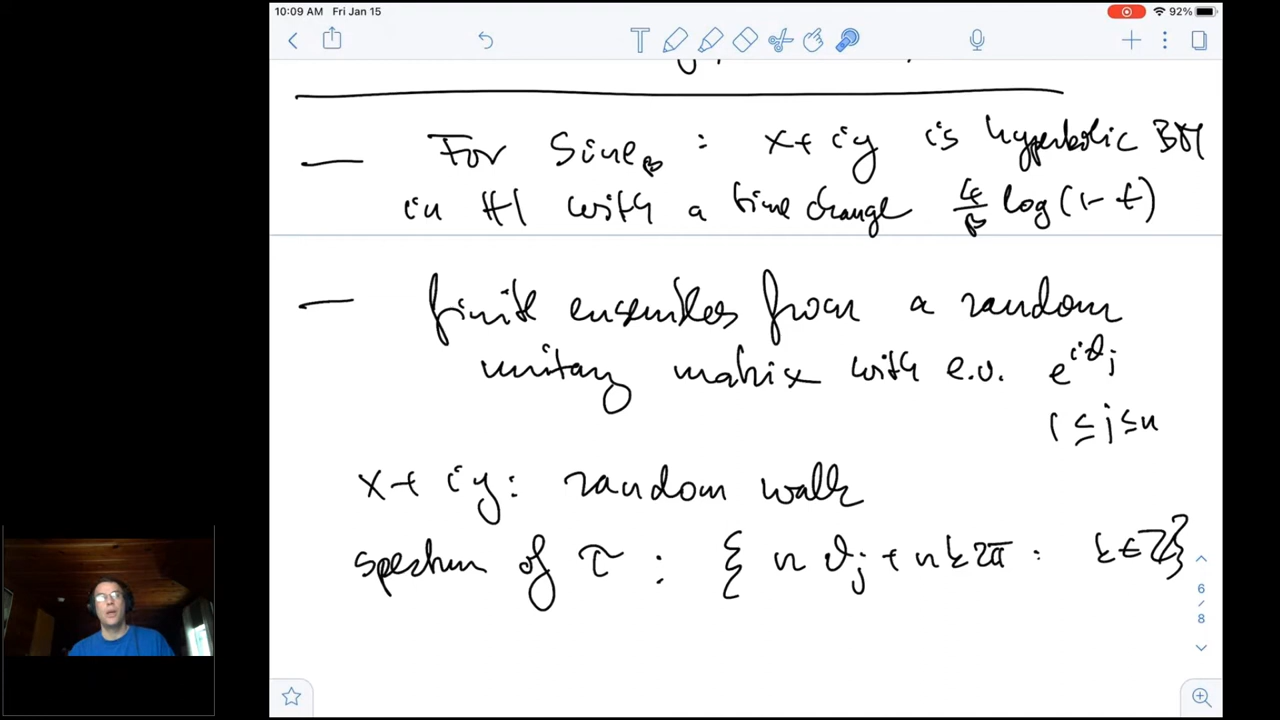 10:09 AM Fri Jan 15
92%
— For Sine_β : x + iy is hyperbolic BM
in H with a time change 4/β log(1-t)
— finite ensembles from a random
unitary matrix with e.v. e^{iϑ_j}
1 ≤ j ≤ n
x + iy : random walk
spectrum of τ : { n ϑ_j + n k 2π : k ∈ ℤ }
6
/
8